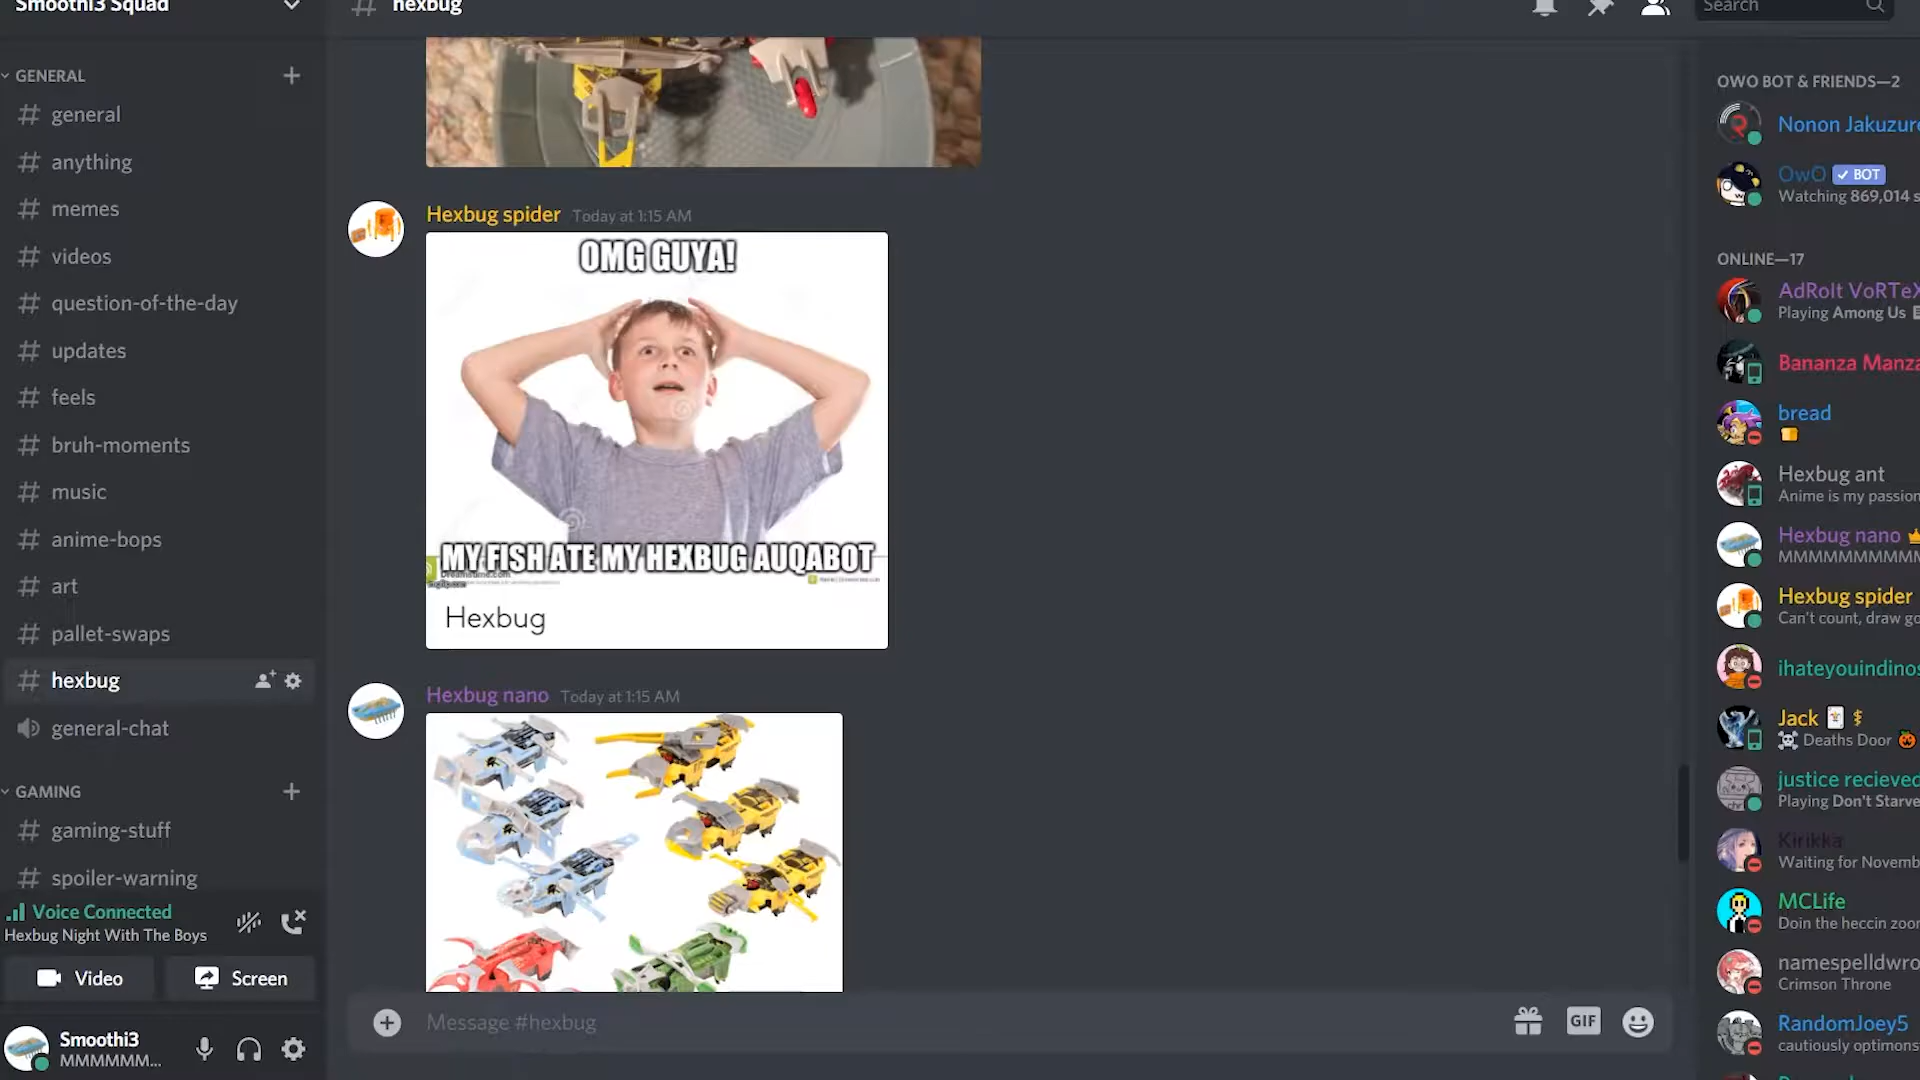 Smoothi3 Squad
GENERAL
general
anything
memes
videos
question-of-the-day
updates
feels
bruh-moments
music
anime-bops
art
pallet-swaps
hexbug
general-chat
GAMING
gaming-stuff
spoiler-warning
Voice Connected
Hexbug Night With The Boys
Video
Screen
Smoothi3
MMMMMM...
# hexbug
Hexbug spider Today at 1:15 AM
OMG GUYA!
MY FISH ATE MY HEXBUG AUQABOT
Dreamstime.com
Hexbug
Hexbug nano Today at 1:15 AM
Message #hexbug
GIF
Search
OWO BOT & FRIENDS—2
Nonon Jakuzure
OwO BOT
Watching 869,014 s
ONLINE—17
AdRolt VoRTeX
Playing Among Us
Bananza Manza
bread
Hexbug ant
Anime is my passion
Hexbug nano
MMMMMMMMMM
Hexbug spider
Can't count, draw go
ihateyouindinos
Jack
Deaths Door
justice recieved
Playing Don't Starve
Kirikka
Waiting for Novemb
MCLife
Doin the heccin zoor
namespelldwro
Crimson Throne
RandomJoey5
cautiously optimons